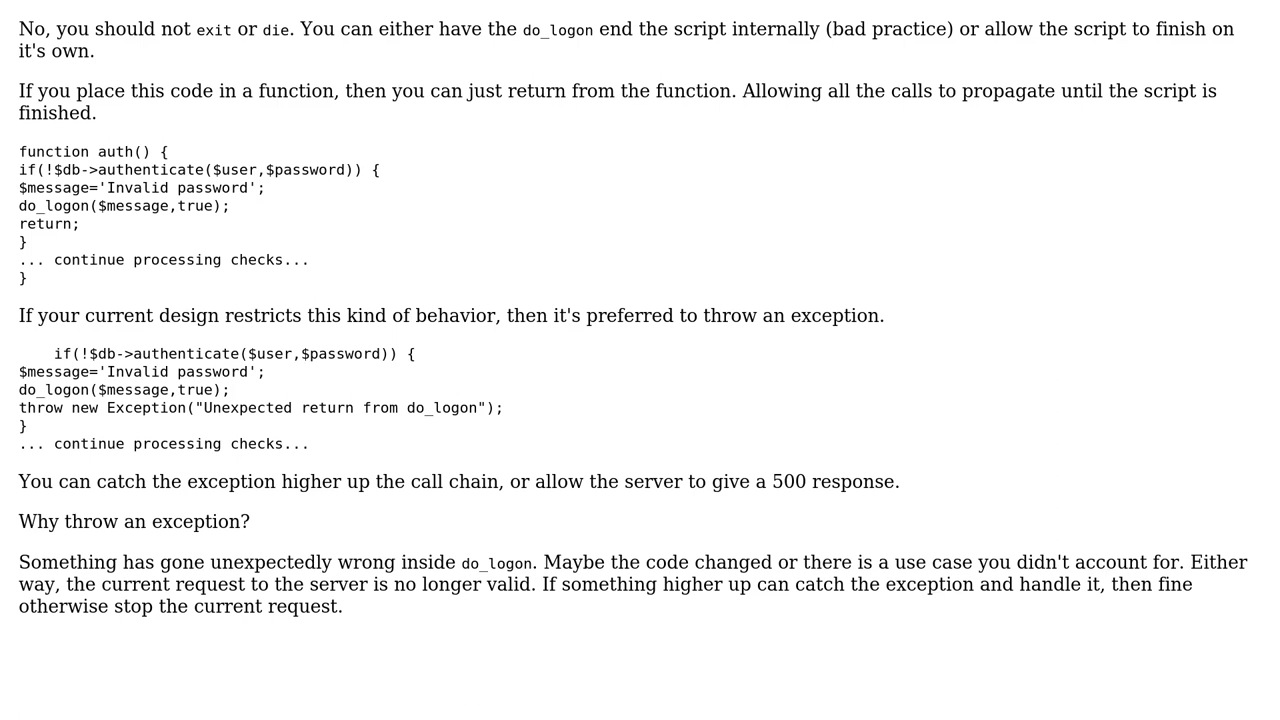 No, you should not exit or die. You can either have the do_logon end the script internally (bad practice) or allow the script to finish on
it's own.
If you place this code in a function, then you can just return from the function. Allowing all the calls to propagate until the script is
finished.
function auth() {
if(!$db->authenticate($user,$password)) {
$message='Invalid password';
do_logon($message,true);
return;
}
... continue processing checks...
}
If your current design restricts this kind of behavior, then it's preferred to throw an exception.
    if(!$db->authenticate($user,$password)) {
$message='Invalid password';
do_logon($message,true);
throw new Exception("Unexpected return from do_logon");
}
... continue processing checks...
You can catch the exception higher up the call chain, or allow the server to give a 500 response.
Why throw an exception?
Something has gone unexpectedly wrong inside do_logon. Maybe the code changed or there is a use case you didn't account for. Either
way, the current request to the server is no longer valid. If something higher up can catch the exception and handle it, then fine
otherwise stop the current request.